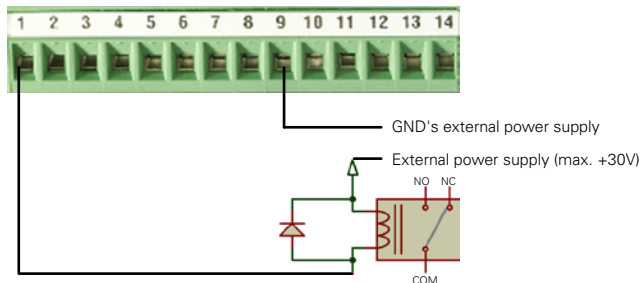 1 2 3 4 5 6 7 8 9 10 11 12 13 14
GND's external power supply
External power supply (max. +30V)
NO NC
COM